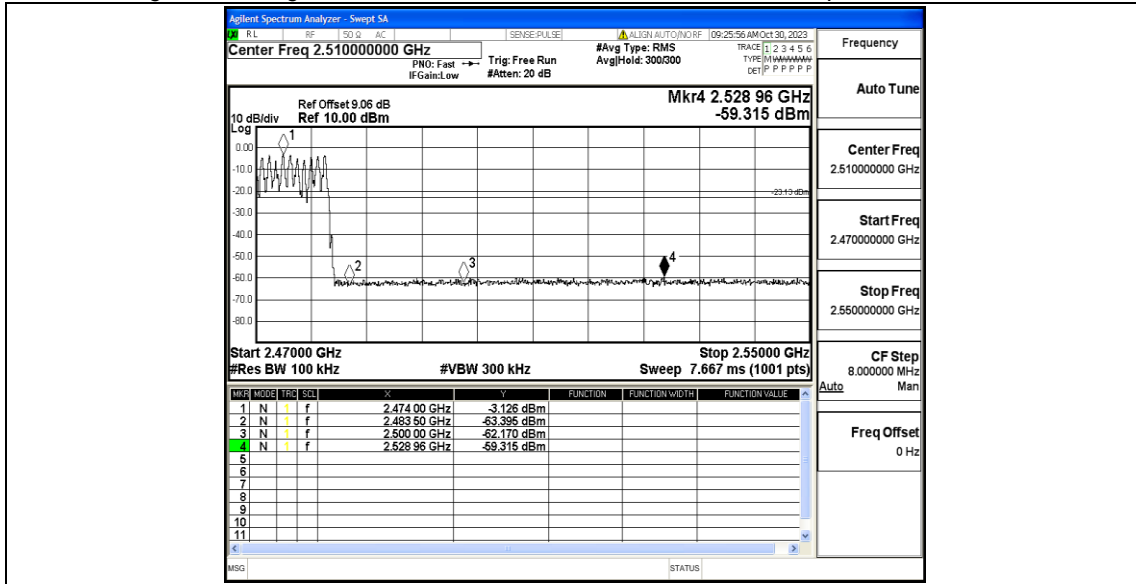 Agilent Spectrum Analyzer - Swept SA
RL RF 50 Ω AC SENSE:PULSE ALIGN AUTO/NO RF 09:25:56 AM Oct 30, 2023
Center Freq 2.510000000 GHz
PNO: Fast
IFGain:Low
Trig: Free Run
#Atten: 20 dB
#Avg Type: RMS
Avg|Hold: 300/300
TRACE 1 2 3 4 5 6
TYPE M WWWWW
DET P P P P P P
Mkr4 2.528 96 GHz
-59.315 dBm
Ref Offset 9.06 dB
10 dB/div Ref 10.00 dBm
Log
0.00
-10.0
-20.0
-30.0
-40.0
-50.0
-60.0
-70.0
-80.0
1
2
3
4
-23.13 dBm
Start 2.47000 GHz Stop 2.55000 GHz
#Res BW 100 kHz #VBW 300 kHz Sweep 7.667 ms (1001 pts)
MKR MODE TRC SCL X Y FUNCTION FUNCTION WIDTH FUNCTION VALUE
1 N 1 f 2.474 00 GHz -3.126 dBm
2 N 1 f 2.483 50 GHz -63.395 dBm
3 N 1 f 2.500 00 GHz -62.170 dBm
4 N 1 f 2.528 96 GHz -59.315 dBm
5
6
7
8
9
10
11
MSG STATUS
Frequency
Auto Tune
Center Freq
2.510000000 GHz
Start Freq
2.470000000 GHz
Stop Freq
2.550000000 GHz
CF Step
8.000000 MHz
Auto Man
Freq Offset
0 Hz